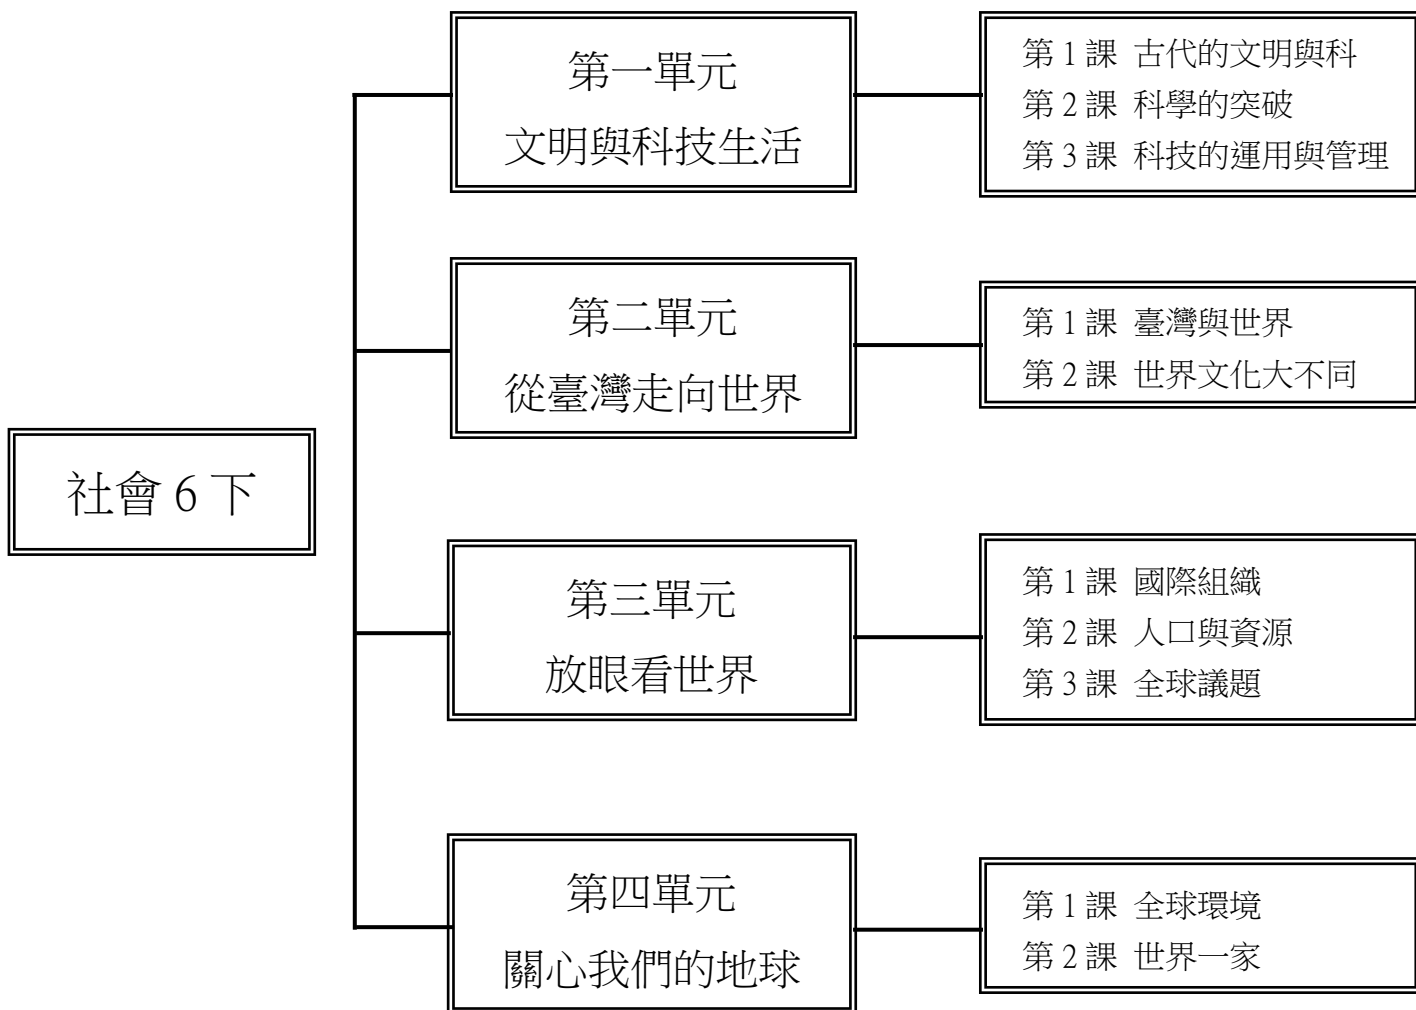 社會 6 下
第一單元
文明與科技生活
第 1 課 古代的文明與科
第 2 課 科學的突破
第 3 課 科技的運用與管理
第二單元
從臺灣走向世界
第 1 課 臺灣與世界
第 2 課 世界文化大不同
第三單元
放眼看世界
第 1 課 國際組織
第 2 課 人口與資源
第 3 課 全球議題
第四單元
關心我們的地球
第 1 課 全球環境
第 2 課 世界一家